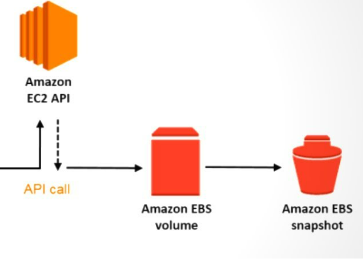 Amazon
EC2 API
API call
Amazon EBS
volume
Amazon EBS
snapshot